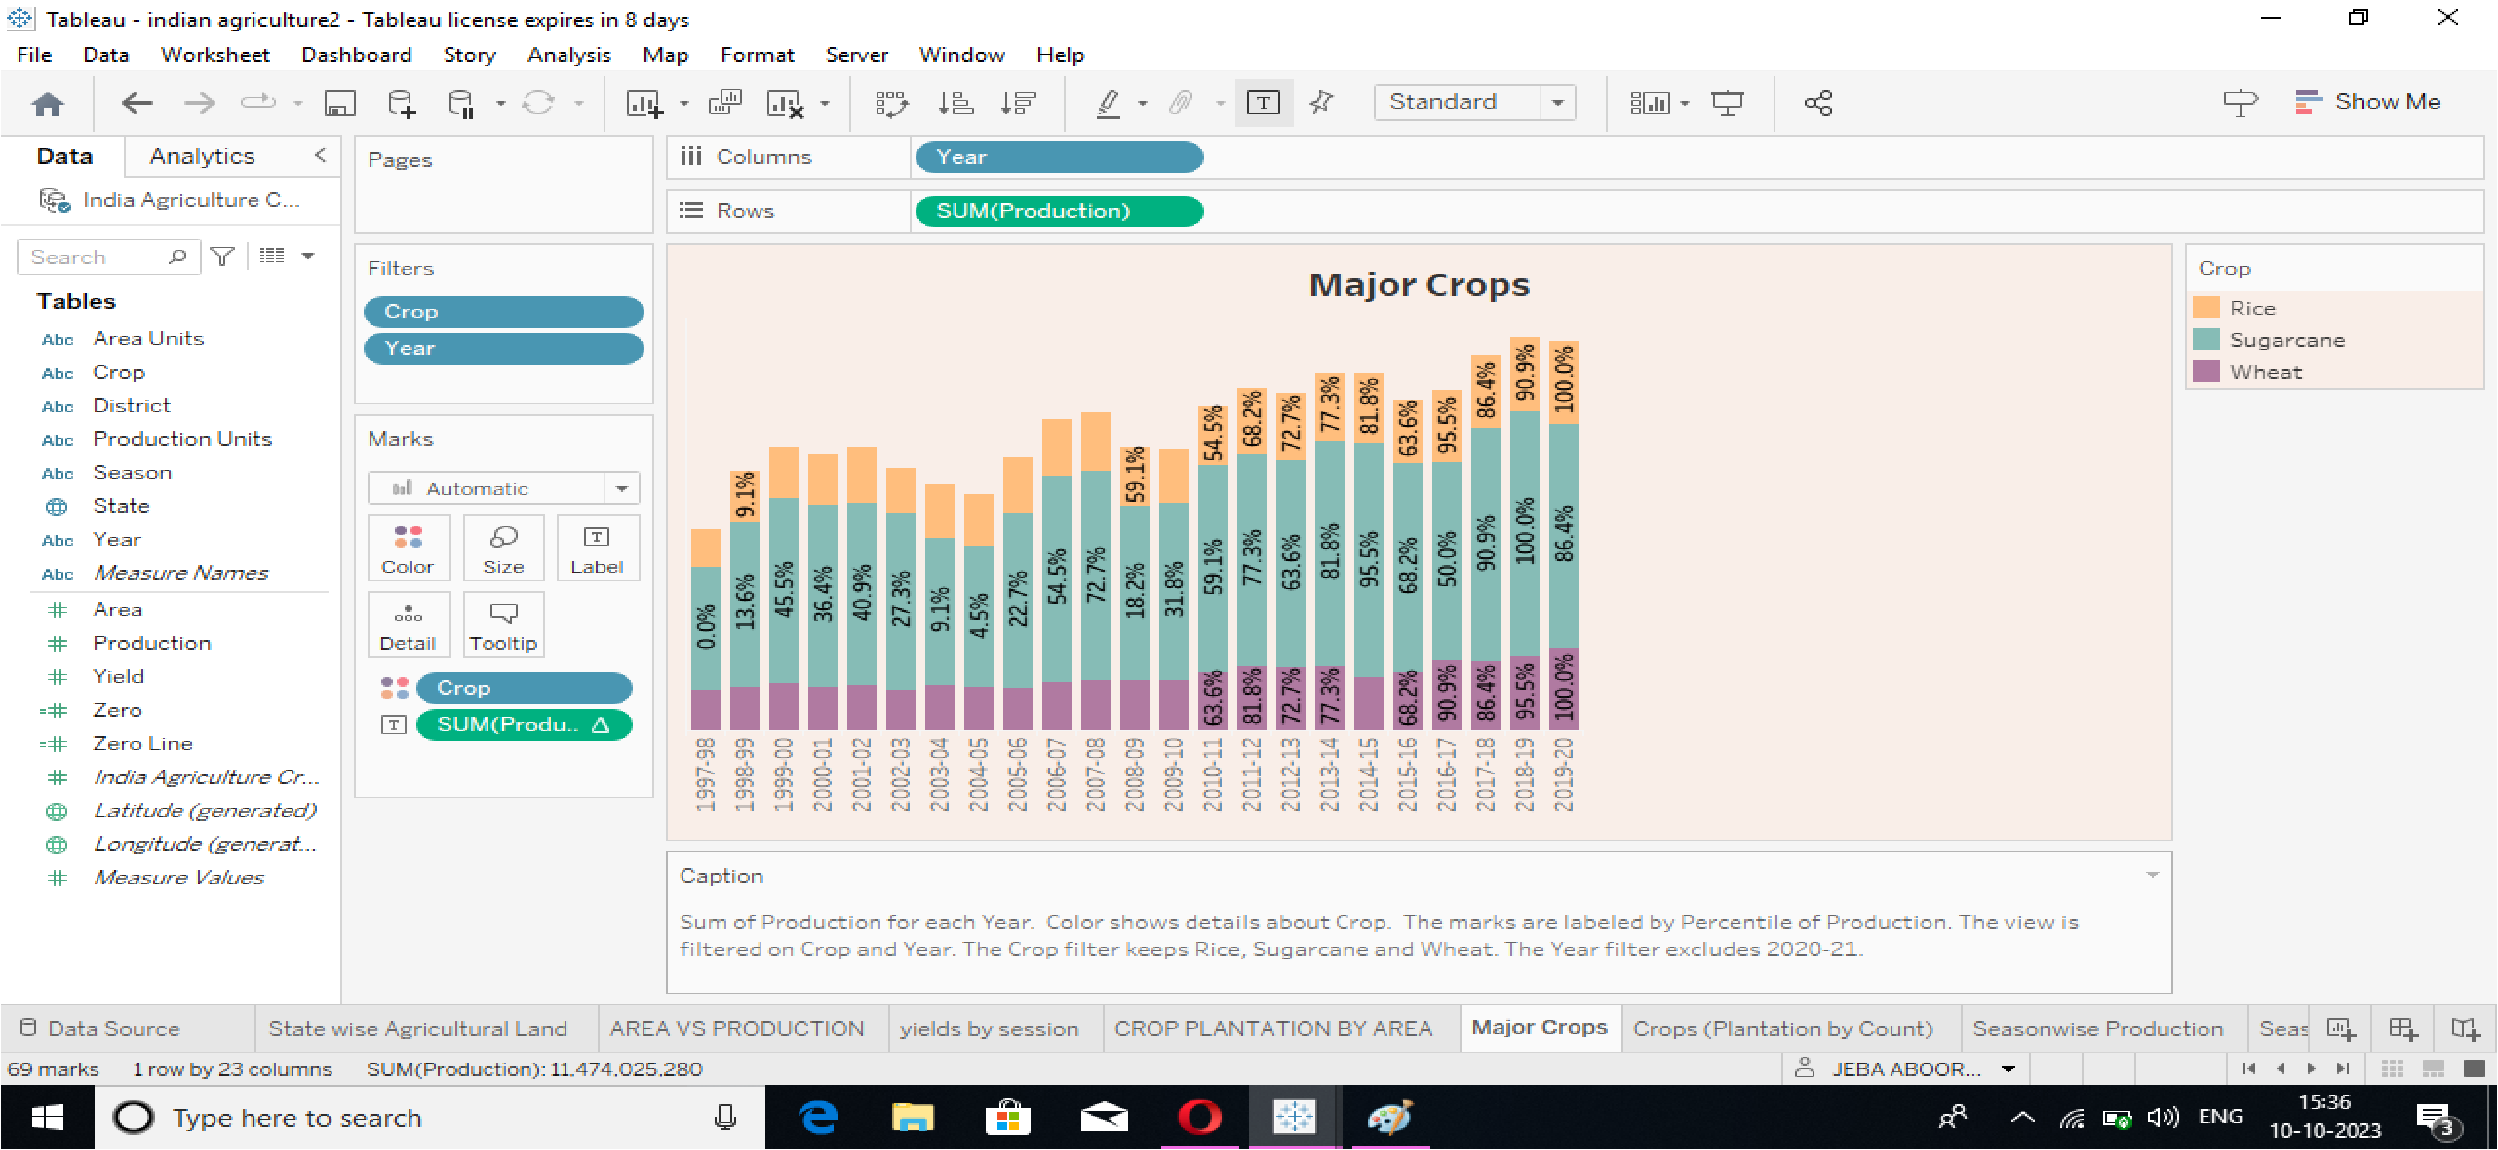 Tableau - indian agriculture2 - Tableau license expires in 8 days
File Data Worksheet Dashboard Story Analysis Map Format Server Window Help
Standard
Show Me
Data Analytics
India Agriculture C...
Search
Tables
Abc Area Units
Abc Crop
Abc District
Abc Production Units
Abc Season
State
Abc Year
Abc Measure Names
# Area
# Production
# Yield
=# Zero
=# Zero Line
# India Agriculture Cr...
Latitude (generated)
Longitude (generat...
# Measure Values
Pages
Filters
Crop
Year
Marks
Automatic
Color Size Label
Detail Tooltip
Crop
SUM(Produ.. Δ
Columns Year
Rows SUM(Production)
Major Crops
9.1% 59.1% 54.5% 68.2% 72.7% 77.3% 81.8% 63.6% 95.5% 86.4% 90.9% 100.0%
0.0% 13.6% 45.5% 36.4% 40.9% 27.3% 9.1% 4.5% 22.7% 54.5% 72.7% 18.2% 31.8% 59.1% 77.3% 63.6% 81.8% 95.5% 68.2% 50.0% 90.9% 100.0% 86.4%
63.6% 81.8% 72.7% 77.3% 68.2% 90.9% 86.4% 95.5% 100.0%
1997-98 1998-99 1999-00 2000-01 2001-02 2002-03 2003-04 2004-05 2005-06 2006-07 2007-08 2008-09 2009-10 2010-11 2011-12 2012-13 2013-14 2014-15 2015-16 2016-17 2017-18 2018-19 2019-20
Crop
Rice
Sugarcane
Wheat
Caption
Sum of Production for each Year. Color shows details about Crop. The marks are labeled by Percentile of Production. The view is
filtered on Crop and Year. The Crop filter keeps Rice, Sugarcane and Wheat. The Year filter excludes 2020-21.
Data Source State wise Agricultural Land AREA VS PRODUCTION yields by session CROP PLANTATION BY AREA Major Crops Crops (Plantation by Count) Seasonwise Production Seas
69 marks 1 row by 23 columns SUM(Production): 11,474,025,280 JEBA ABOOR...
Type here to search
ENG
15:36
10-10-2023
3